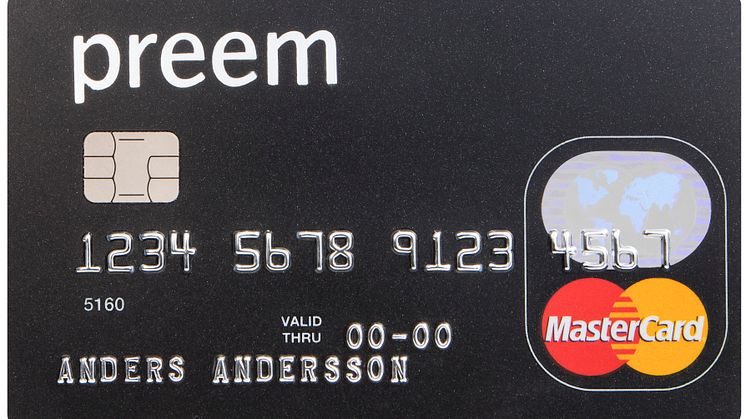 preem
1234 5678 9123 4567
5160
VALID
THRU 00-00
MasterCard
ANDERS ANDERSSON